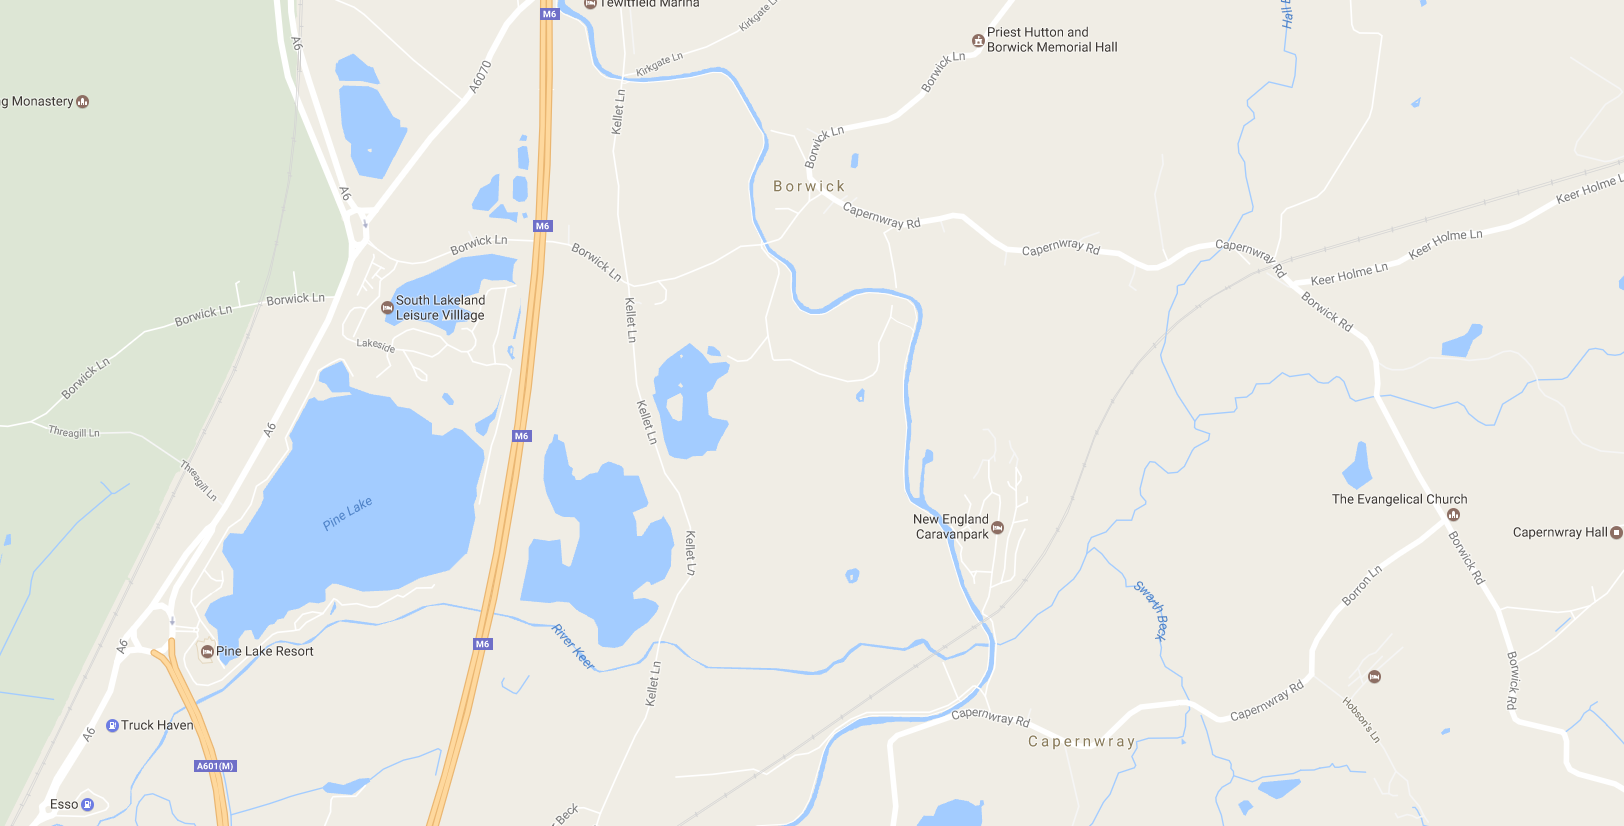 M6
Tewitfield Marina
Kirkgate L
Hall B
A6
A6070
Kirkgate Ln
Priest Hutton and
Borwick Memorial Hall
Borwick Ln
g Monastery
Kellet Ln
Borwick Ln
A6
Borwick
Capernwray Rd
Keer Holme L
M6
Borwick Ln
Borwick Ln
Capernwray Rd
Capernwray Rd
Keer Holme Ln
Keer Holme Ln
Borwick Ln
Borwick Ln
South Lakeland
Leisure Villlage
Kellet Ln
Borwick Rd
Lakeside
Borwick Ln
Kellet Ln
A6
Threagill Ln
M6
Threagill Ln
Pine Lake
The Evangelical Church
New England
Caravanpark
Capernwray Hall
Kellet Ln
Borwick Rd
Borron Ln
Swarth Beck
A6
Pine Lake Resort
M6
River Keer
Kellet Ln
Borwick Rd
Capernwray Rd
Hobson's Ln
Capernwray Rd
Truck Haven
A6
Capernwray
A601(M)
Esso
Beck